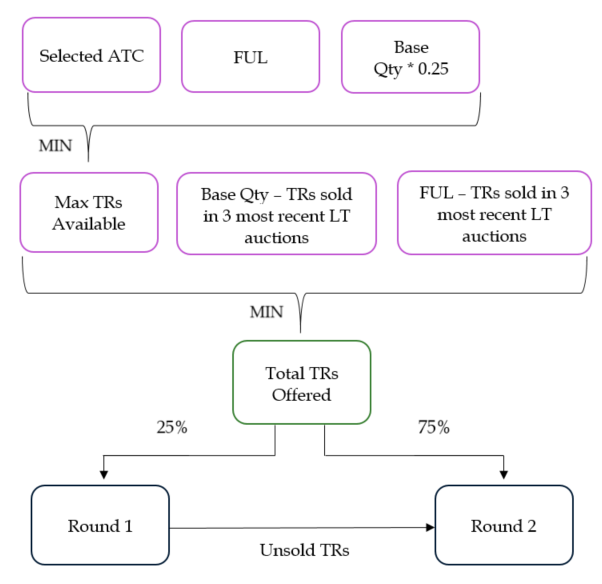 Selected ATC
FUL
Base
Qty * 0.25
MIN
Max TRs
Available
Base Qty – TRs sold
in 3 most recent LT
auctions
FUL – TRs sold in 3
most recent LT
auctions
MIN
Total TRs
Offered
25%
75%
Round 1
Round 2
Unsold TRs